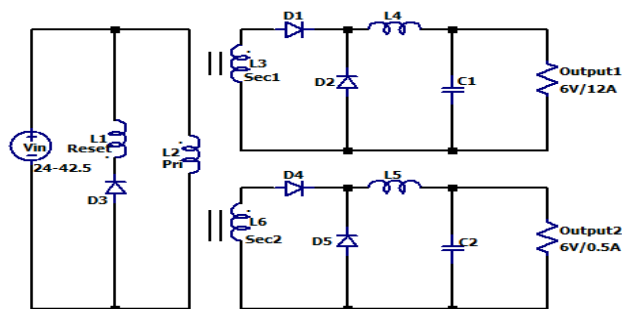 D1
L4
L3
Sec1
D2
C1
Output1
6V/12A
L1
Reset
Vin
24-42.5
L2
Pri
D3
D4
L5
L6
Sec2
D5
C2
Output2
6V/0.5A